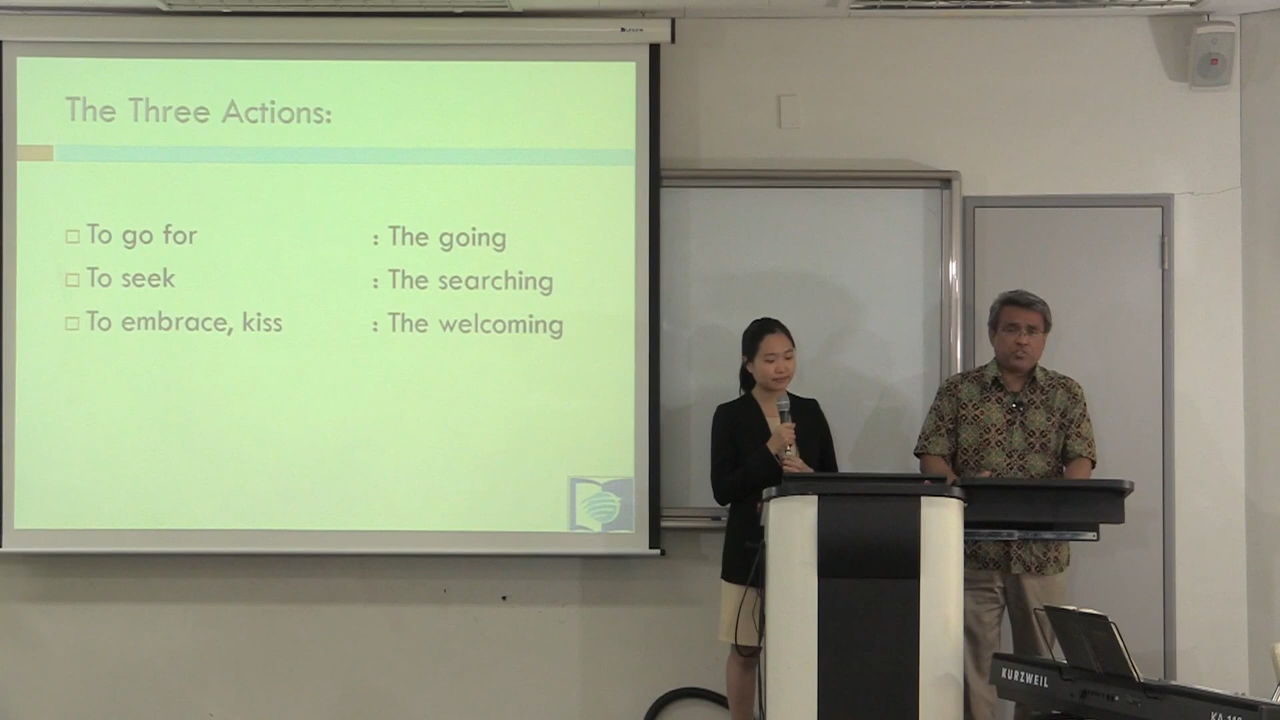 The Three Actions:
□ To go for : The going
□ To seek : The searching
□ To embrace, kiss : The welcoming
KURZWEIL